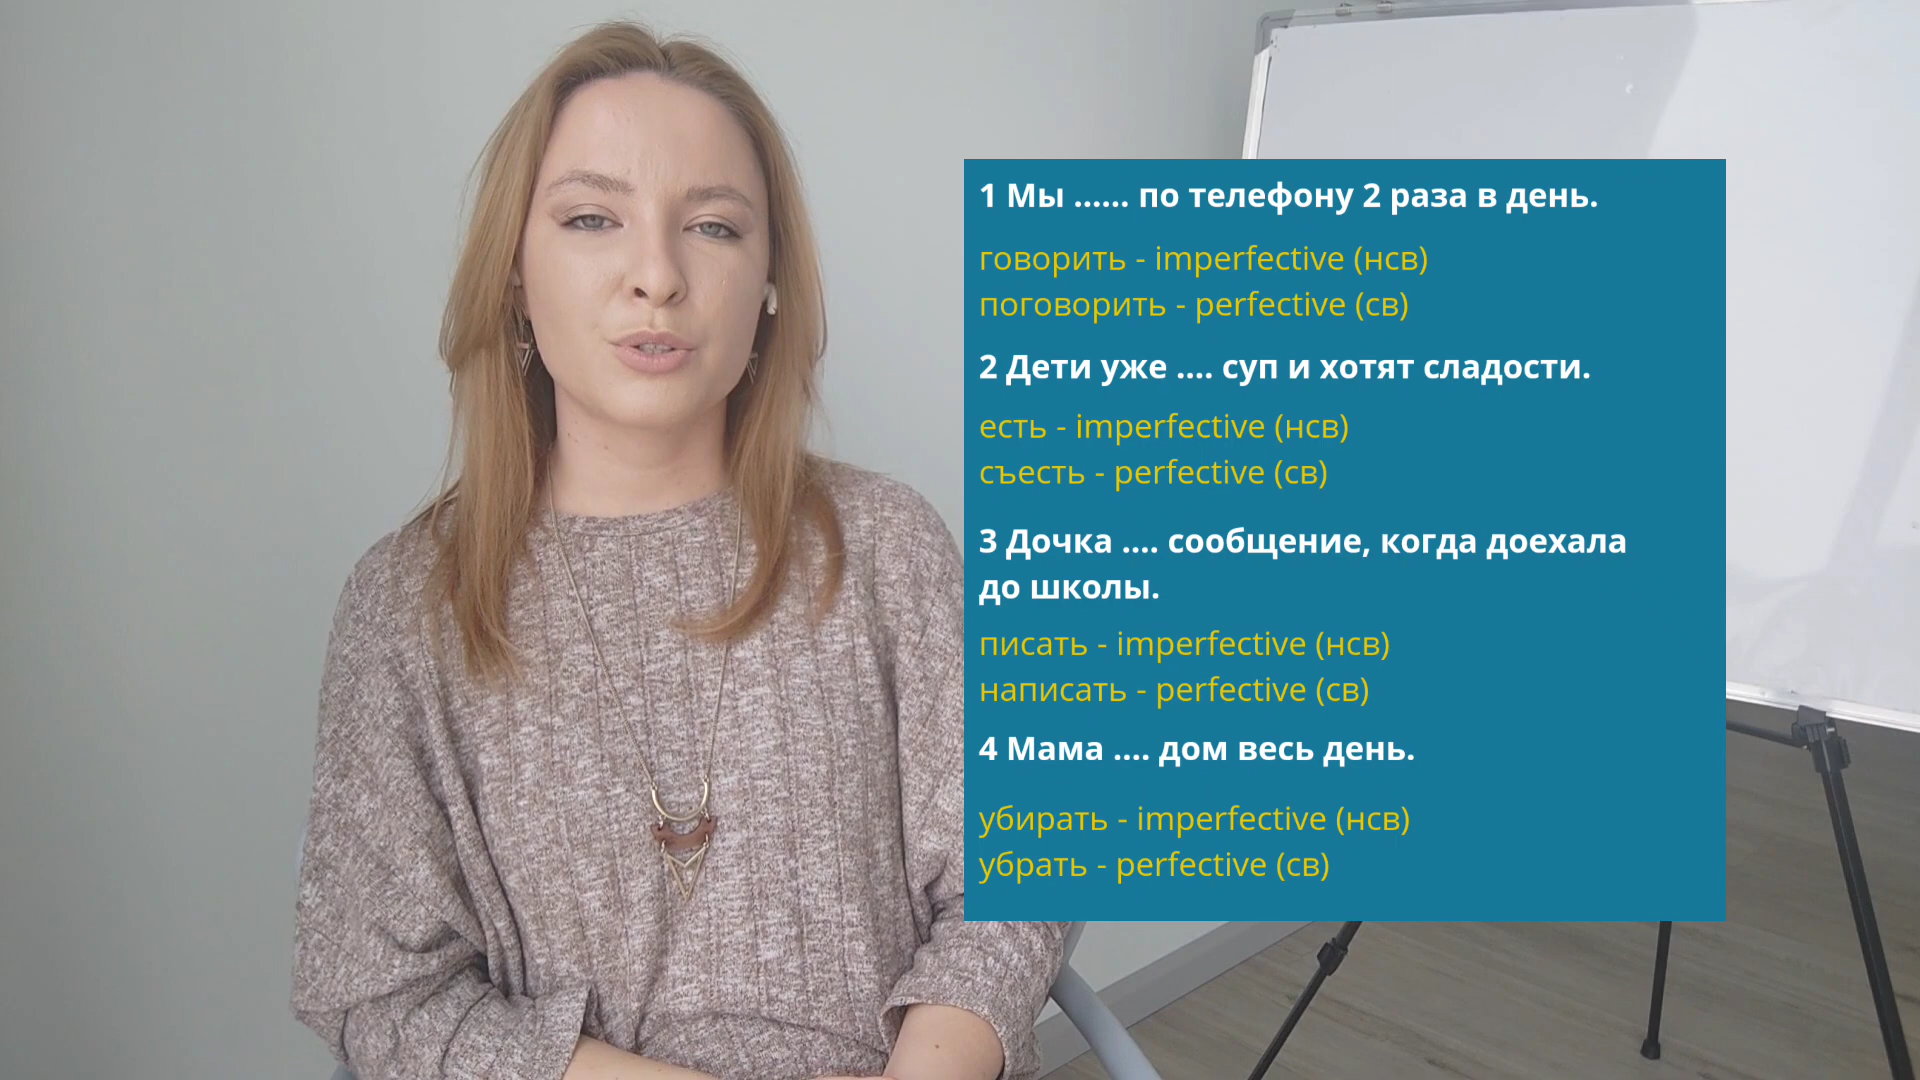 1 Мы ...... по телефону 2 раза в день.
говорить - imperfective (нсв)
поговорить - perfective (св)
2 Дети уже .... суп и хотят сладости.
есть - imperfective (нсв)
съесть - perfective (св)
3 Дочка .... сообщение, когда доехала
до школы.
писать - imperfective (нсв)
написать - perfective (св)
4 Мама .... дом весь день.
убирать - imperfective (нсв)
убрать - perfective (св)